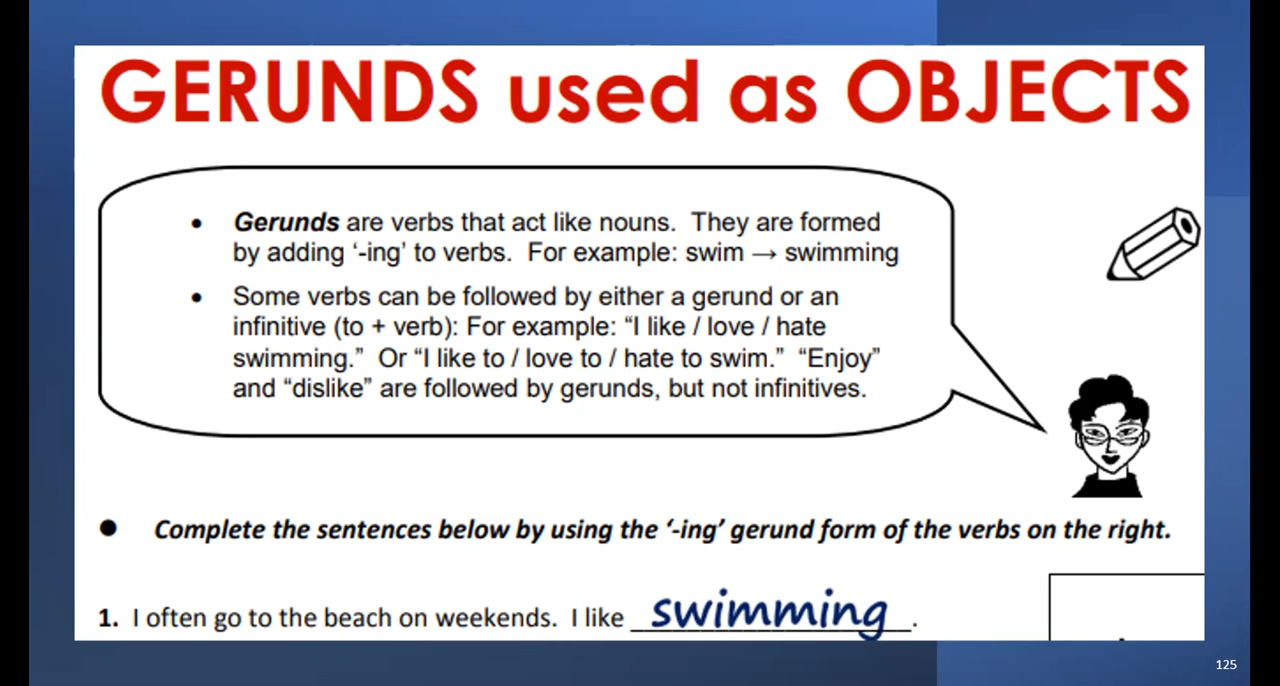 GERUNDS used as OBJECTS
• Gerunds are verbs that act like nouns. They are formed
by adding ‘-ing’ to verbs. For example: swim → swimming
• Some verbs can be followed by either a gerund or an
infinitive (to + verb): For example: “I like / love / hate
swimming.” Or “I like to / love to / hate to swim.” “Enjoy”
and “dislike” are followed by gerunds, but not infinitives.
● Complete the sentences below by using the ‘-ing’ gerund form of the verbs on the right.
1. I often go to the beach on weekends. I like swimming.
125